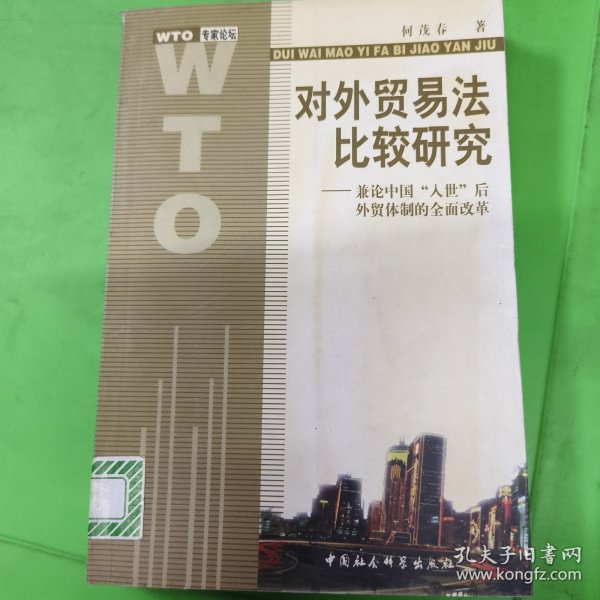 WTO 专家论坛
何茂春 著
DUI WAI MAO YI FA BI JIAO YAN JIU
WTO
对外贸易法
比较研究
——兼论中国“入世”后
外贸体制的全面改革
中国社会科学出版社
孔夫子旧书网
www.kongfz.com